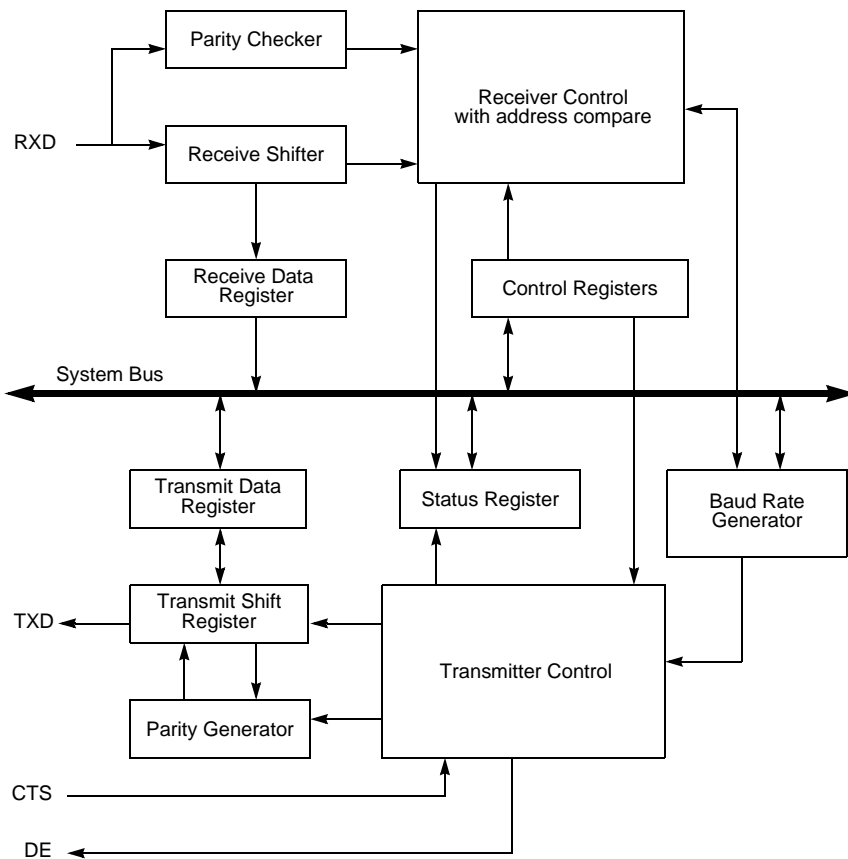 Parity Checker
Receiver Control
with address compare
RXD
Receive Shifter
Receive Data
Register
Control Registers
System Bus
Transmit Data
Register
Status Register
Baud Rate
Generator
TXD
Transmit Shift
Register
Transmitter Control
Parity Generator
CTS
DE